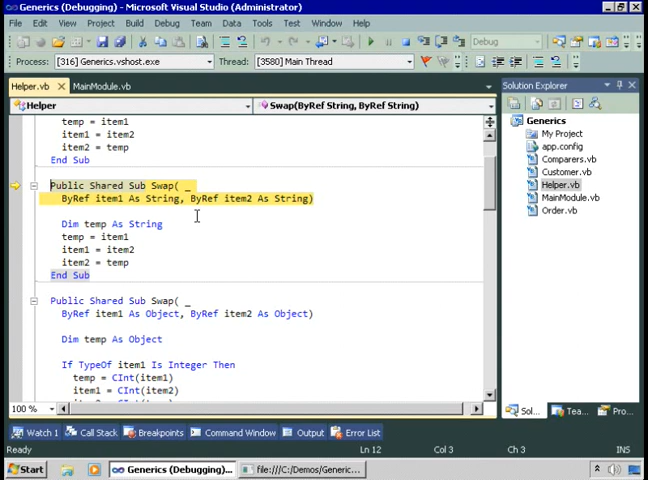 Generics (Debugging) - Microsoft Visual Studio (Administrator)
File Edit View Project Build Debug Data Tools Test Window Help
Debug
Process: [316] Generics.vshost.exe Thread: [3580] Main Thread
Helper.vb MainModule.vb
Helper Swap(ByRef String, ByRef String)
temp = item1
item1 = item2
item2 = temp
End Sub
Public Shared Sub Swap( _
ByRef item1 As String, ByRef item2 As String)
Dim temp As String
temp = item1
item1 = item2
item2 = temp
End Sub
Public Shared Sub Swap( _
ByRef item1 As Object, ByRef item2 As Object)
Dim temp As Object
If TypeOf item1 Is Integer Then
temp = CInt(item1)
item1 = CInt(item2)
100 %
Solution Explorer
Generics
My Project
app.config
Comparers.vb
Customer.vb
Helper.vb
MainModule.vb
Order.vb
Sol... Tea... Pro...
Watch 1 Call Stack Breakpoints Command Window Output Error List
Ready Ln 12 Col 3 Ch 3 INS
Start Generics (Debugging)... file:///C:/Demos/Generic...